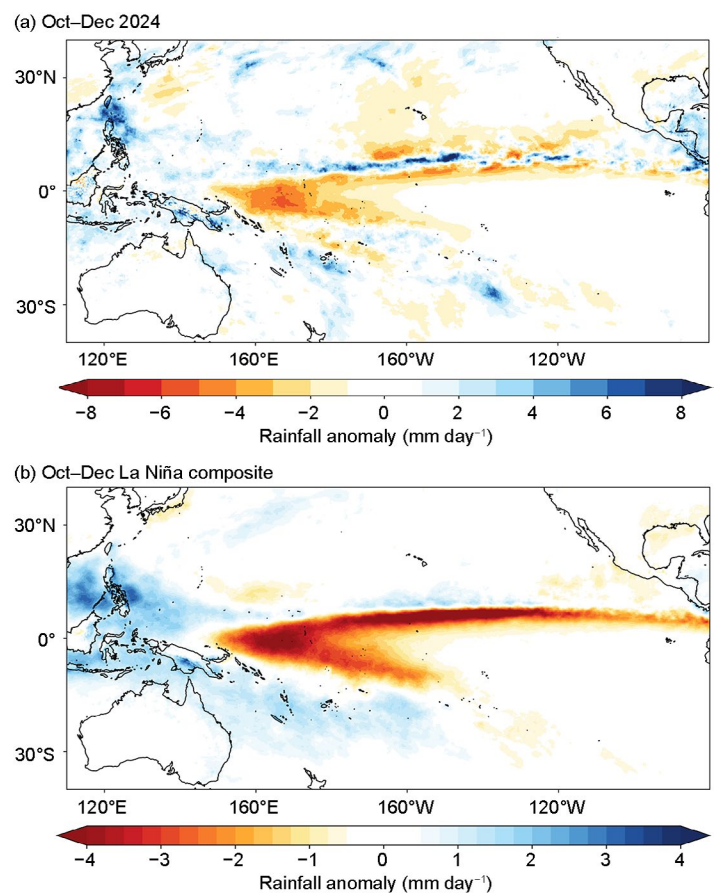 (a) Oct–Dec 2024
30°N
0°
30°S
120°E 160°E 160°W 120°W
−8 −6 −4 −2 0 2 4 6 8
Rainfall anomaly (mm day⁻¹)
(b) Oct–Dec La Niña composite
30°N
0°
30°S
120°E 160°E 160°W 120°W
−4 −3 −2 −1 0 1 2 3 4
Rainfall anomaly (mm day⁻¹)